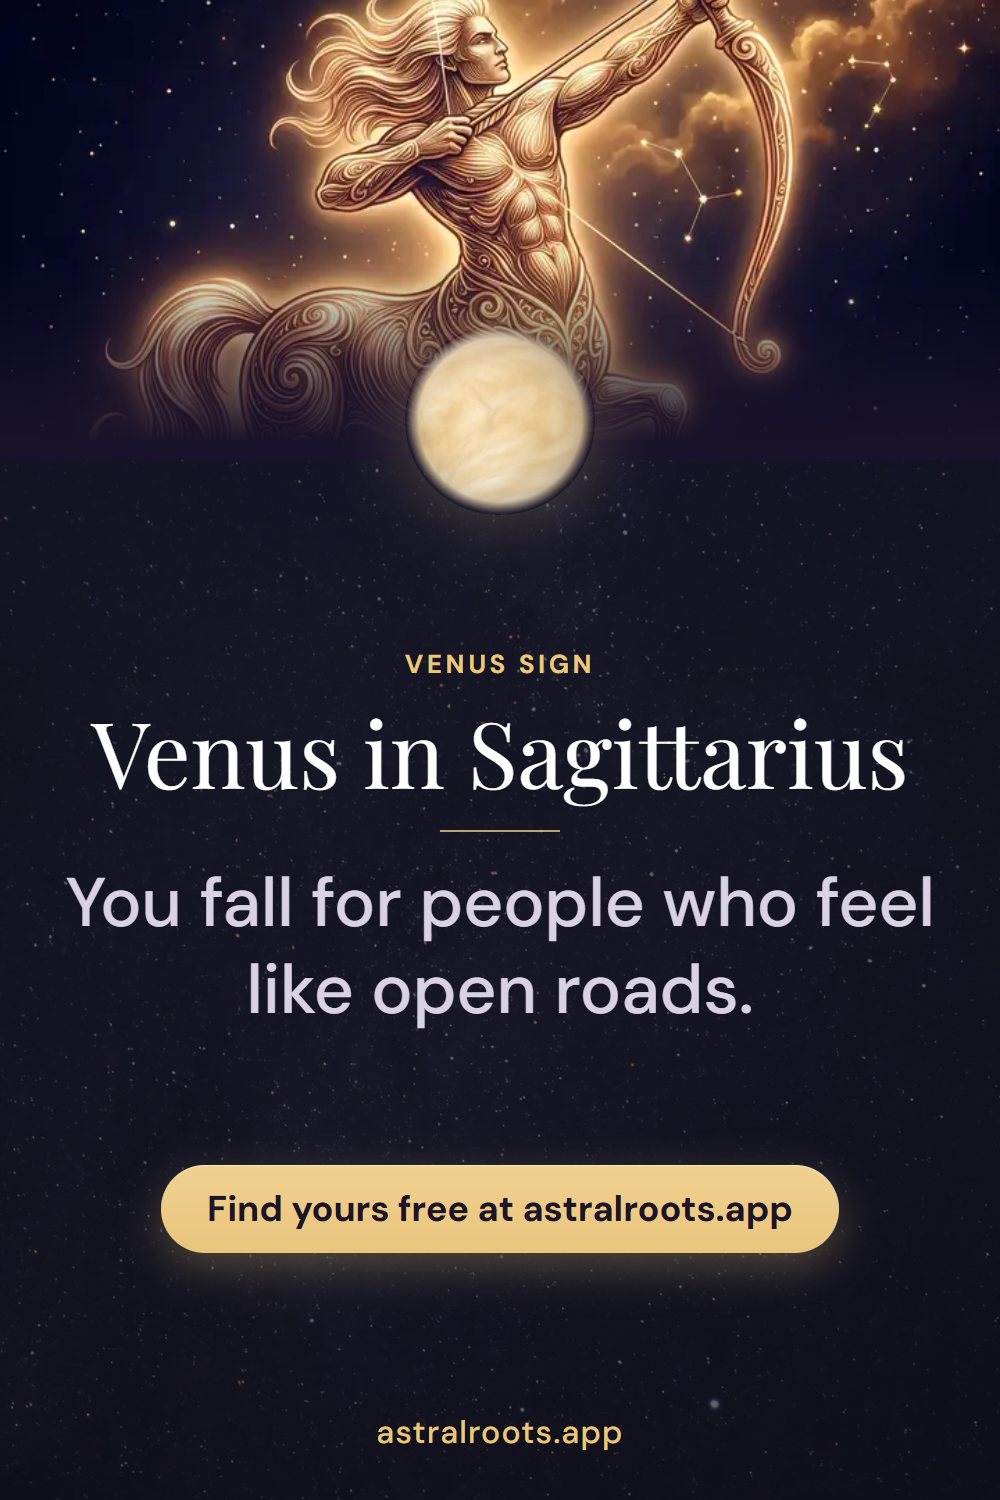 VENUS SIGN
Venus in Sagittarius
You fall for people who feel
like open roads.
Find yours free at astralroots.app
astralroots.app